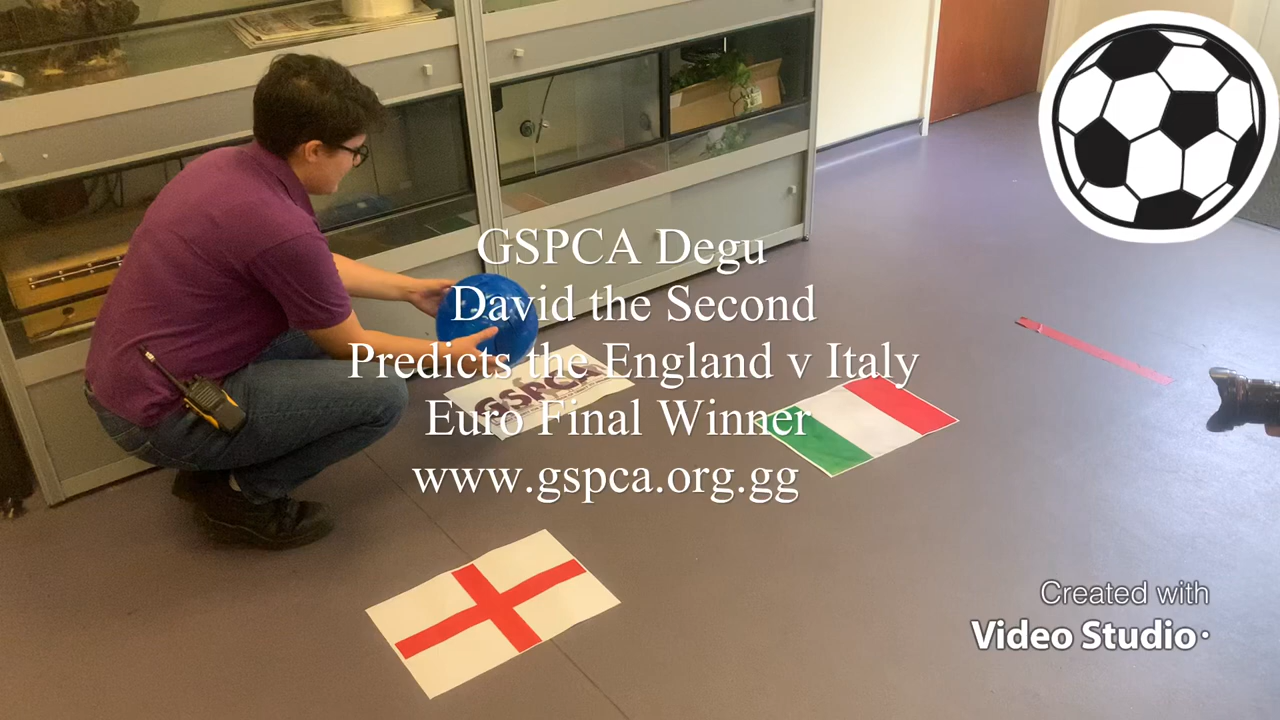 GSPCA Degu
David the Second
Predicts the England v Italy
GSPCA
Euro Final Winner
www.gspca.org.gg
Created with
Video Studio